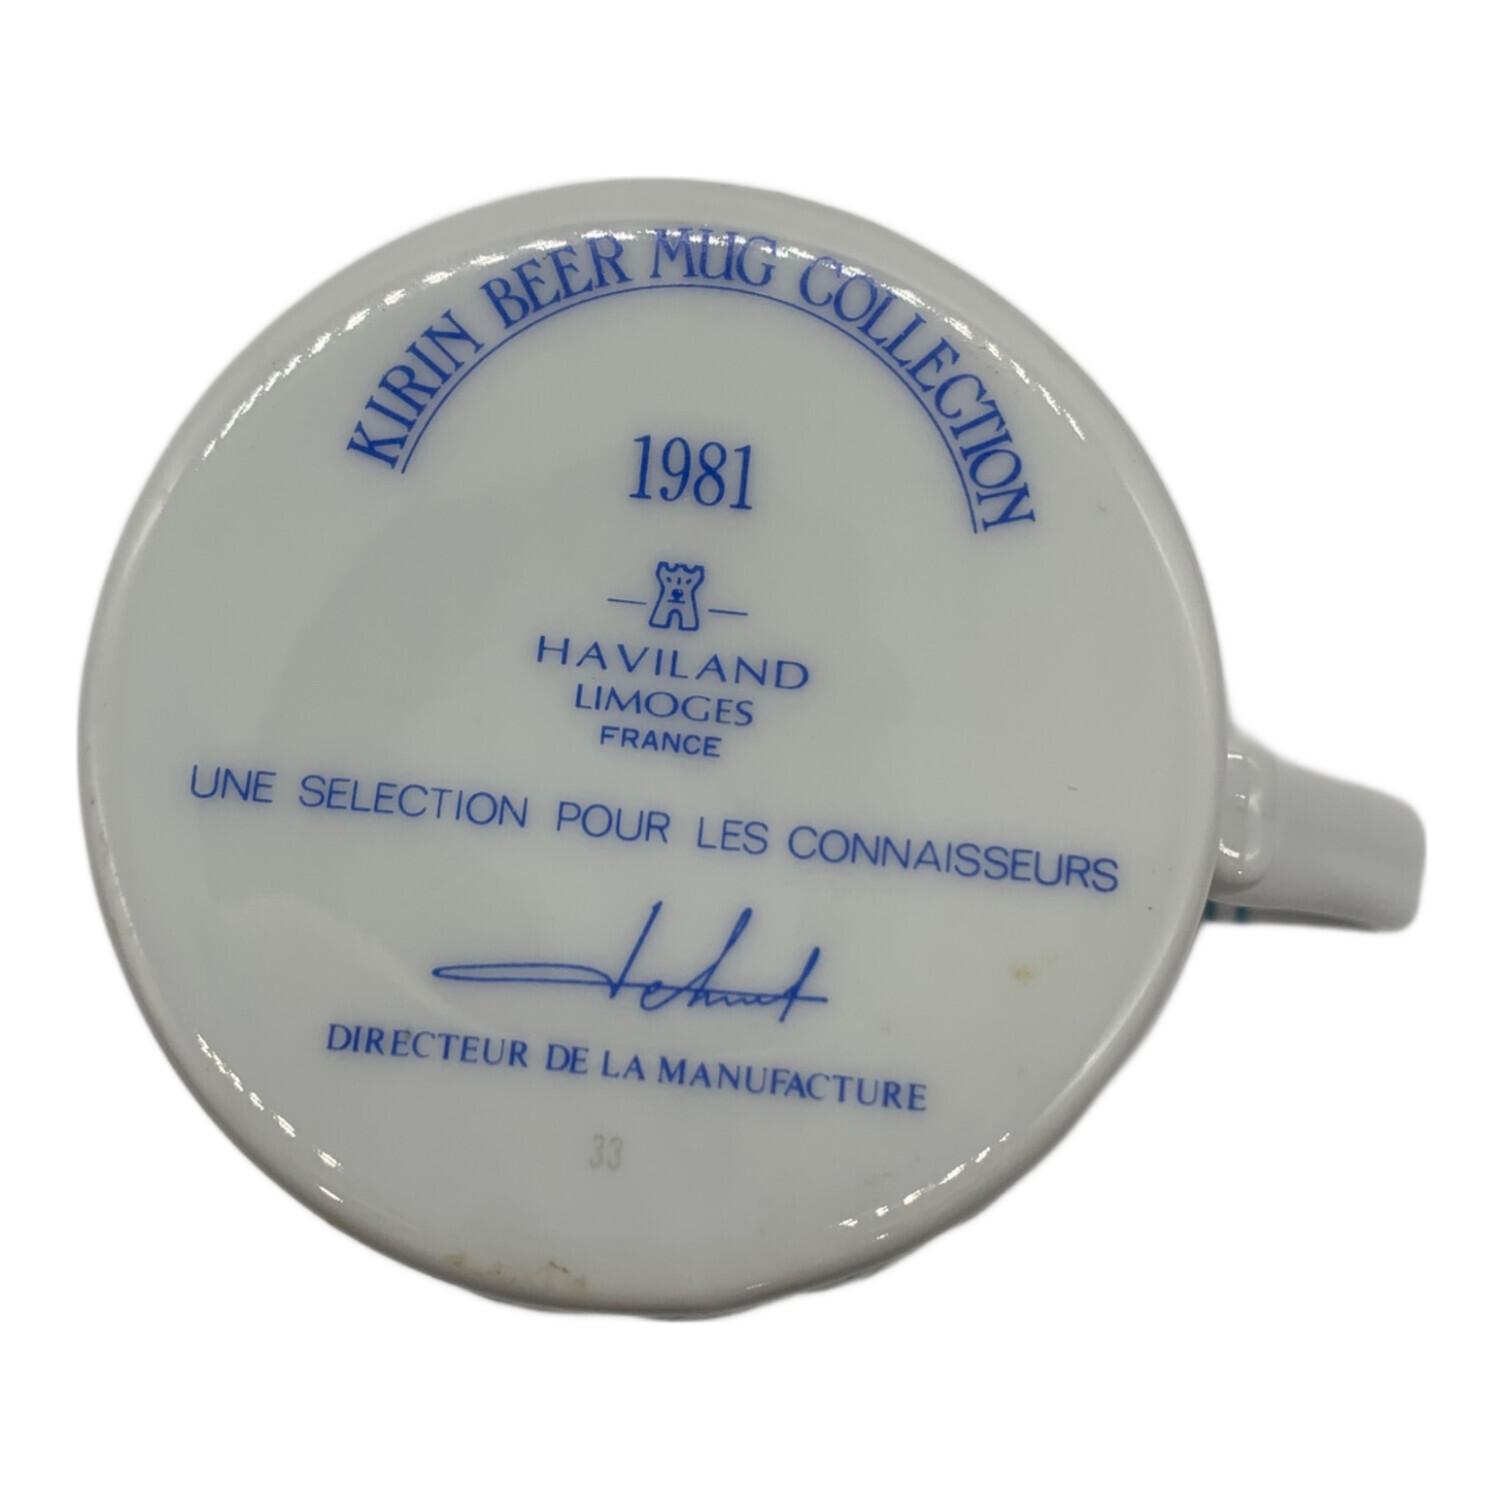 KIRIN BEER MUG COLLECTION
1981
HAVILAND
LIMOGES
FRANCE
UNE SELECTION POUR LES CONNAISSEURS
DIRECTEUR DE LA MANUFACTURE
33